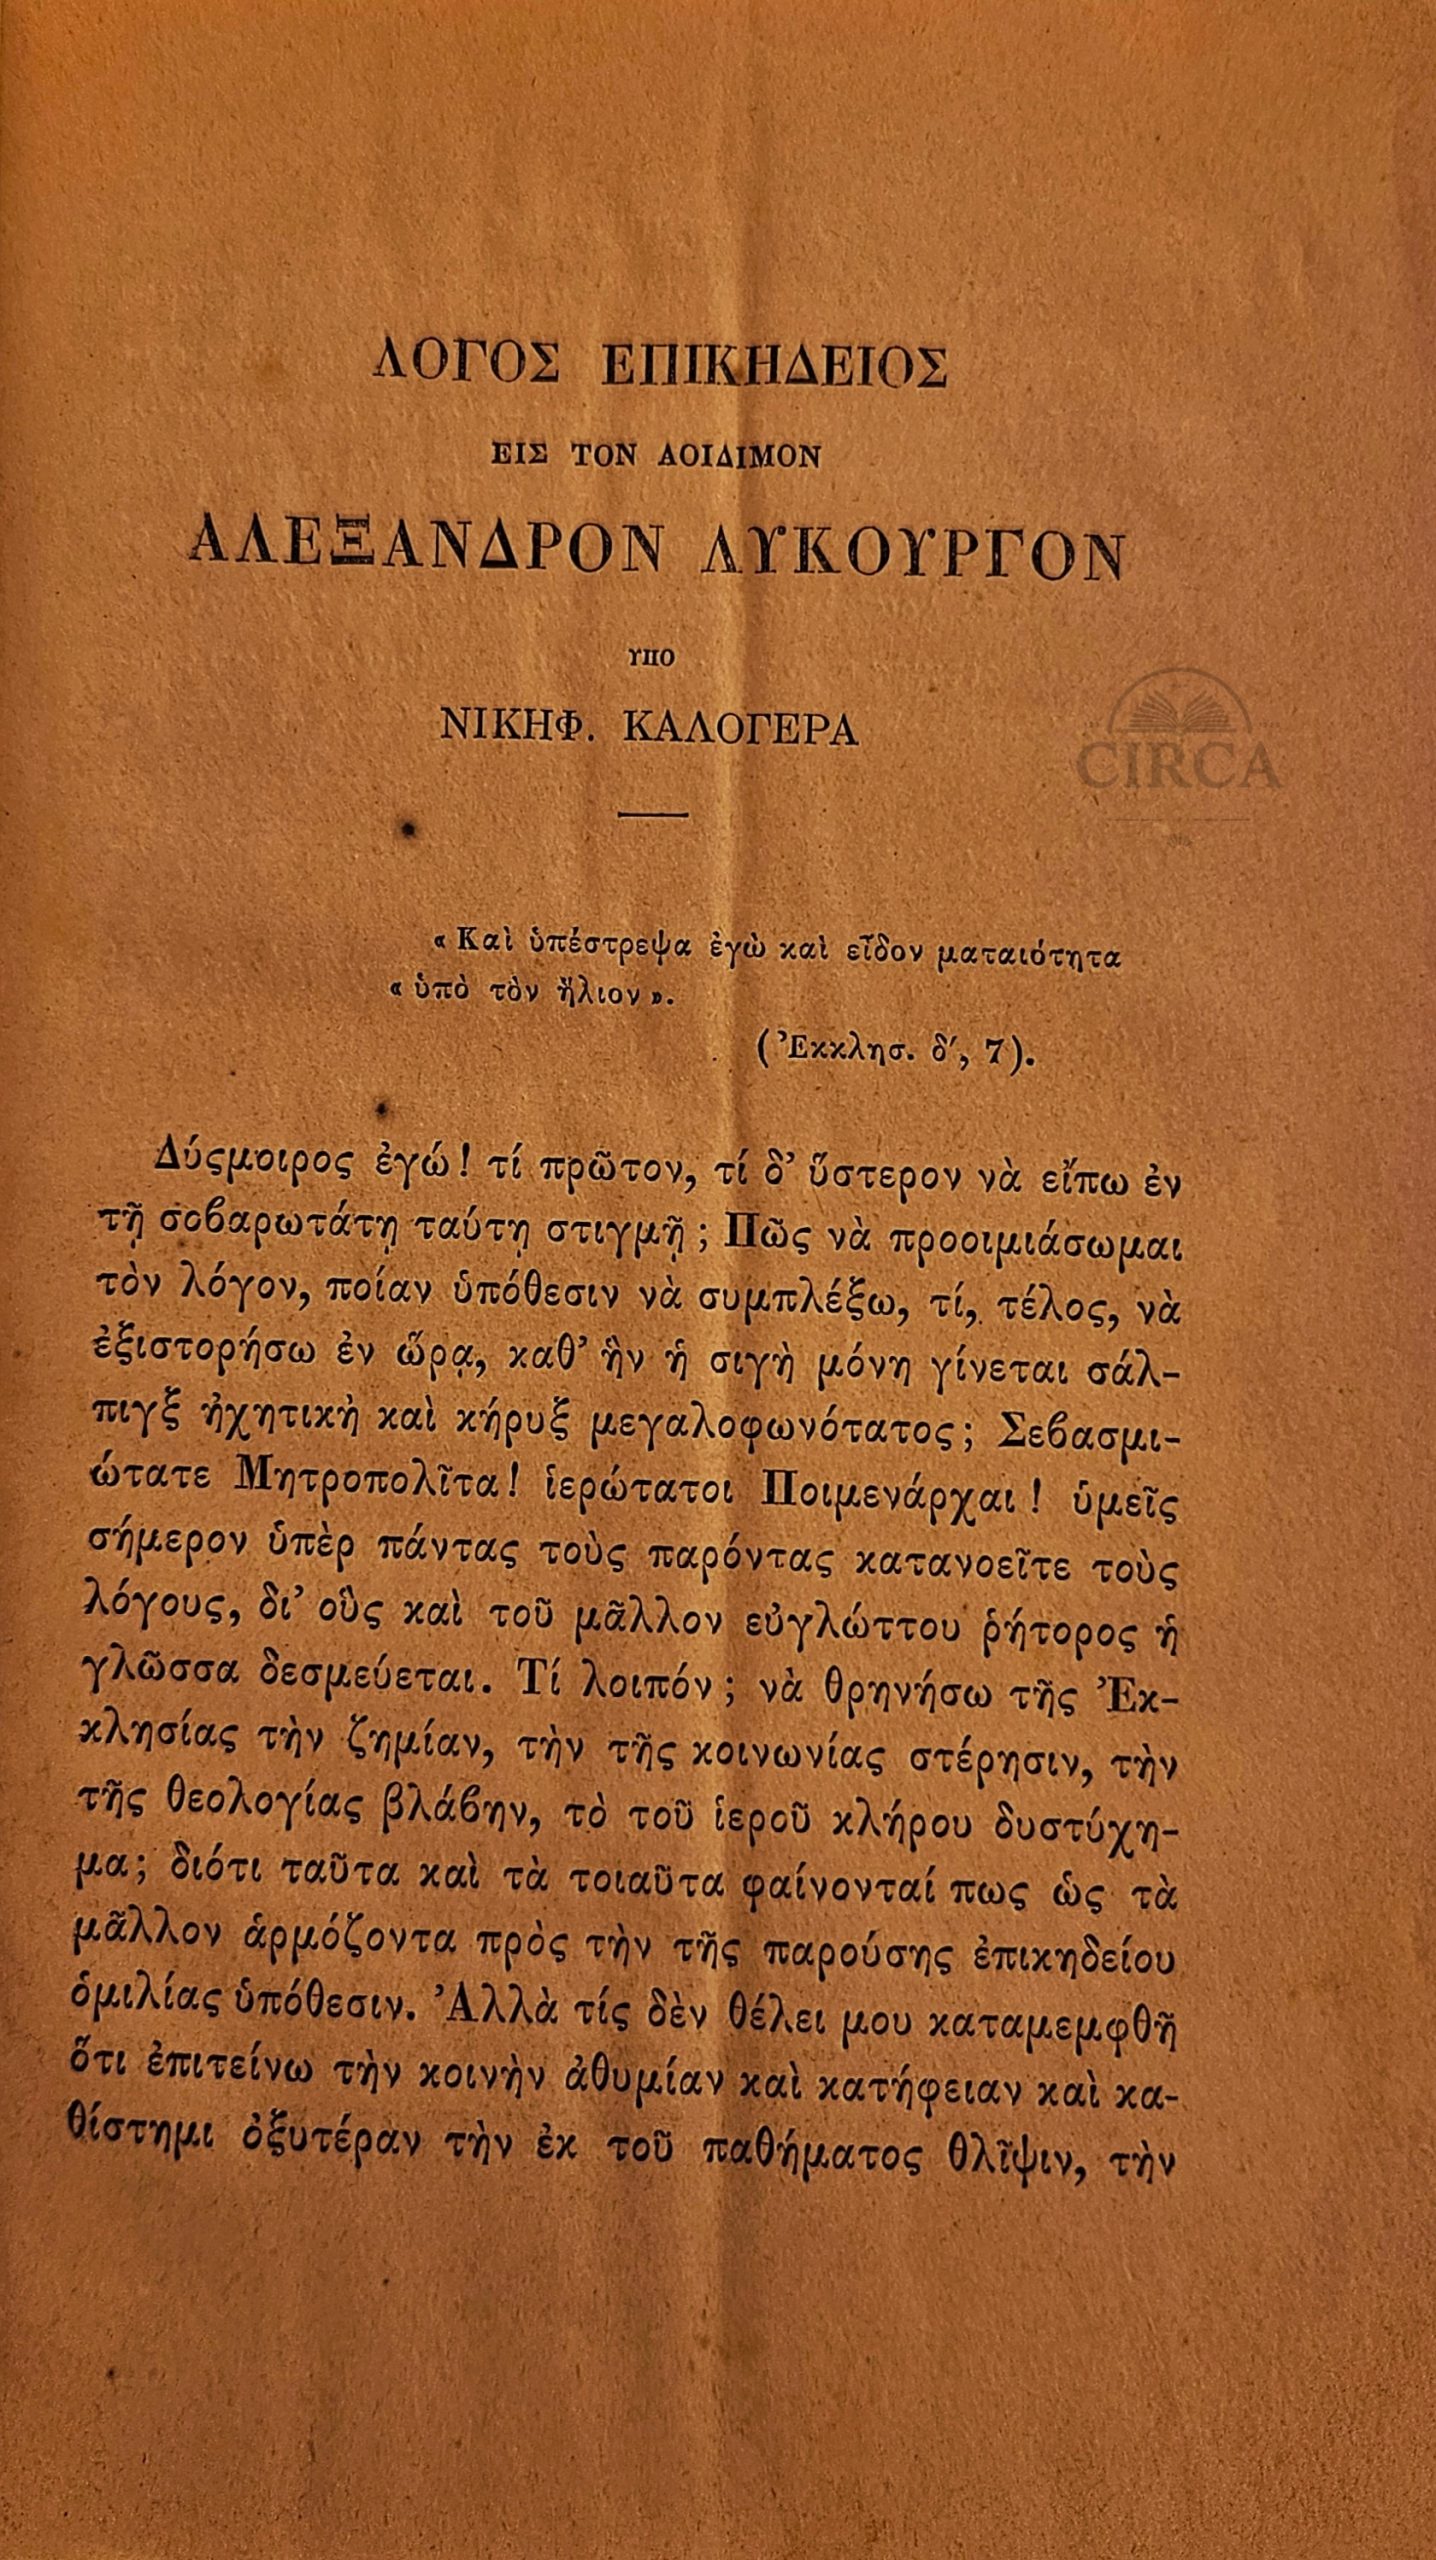 ΛΟΓΟΣ ΕΠΙΚΗΔΕΙΟΣ
ΕΙΣ ΤΟΝ ΑΟΙΔΙΜΟΝ
ΑΛΕΞΑΝΔΡΟΝ ΛΥΚΟΥΡΓΟΝ
ΥΠΟ
ΝΙΚΗΦ. ΚΑΛΟΓΕΡΑ
CIRCA
« Καὶ ὑπέστρεψα ἐγὼ καὶ εἶδον ματαιότητα
« ὑπὸ τὸν ἥλιον ».
(Ἐκκλησ. δ′, 7).
Δύςμοιρος ἐγώ! τί πρῶτον, τί δ’ ὕστερον νὰ εἴπω ἐν
τῇ σοϐαρωτάτῃ ταύτῃ στιγμῇ; Πῶς νὰ προοιμιάσωμαι
τὸν λόγον, ποίαν ὑπόθεσιν νὰ συμπλέξω, τί, τέλος, νὰ
ἐξιστορήσω ἐν ὥρᾳ, καθ’ ἣν ἡ σιγὴ μόνη γίνεται σάλ-
πιγξ ἠχητικὴ καὶ κήρυξ μεγαλοφωνότατος; Σεϐασμι-
ώτατε Μητροπολῖτα! ἱερώτατοι Ποιμενάρχαι! ὑμεῖς
σήμερον ὑπὲρ πάντας τοὺς παρόντας κατανοεῖτε τοὺς
λόγους, δι’ οὓς καὶ τοῦ μᾶλλον εὐγλώττου ῥήτορος ἡ
γλῶσσα δεσμεύεται. Τί λοιπόν; νὰ θρηνήσω τῆς Ἐκ-
κλησίας τὴν ζημίαν, τὴν τῆς κοινωνίας στέρησιν, τὴν
τῆς θεολογίας βλάϐην, τὸ τοῦ ἱεροῦ κλήρου δυστύχη-
μα; διότι ταῦτα καὶ τὰ τοιαῦτα φαίνονταί πως ὡς τὰ
μᾶλλον ἁρμόζοντα πρὸς τὴν τῆς παρούσης ἐπικηδείου
ὁμιλίας ὑπόθεσιν. Ἀλλὰ τίς δὲν θέλει μου καταμεμφθῆ
ὅτι ἐπιτείνω τὴν κοινὴν ἀθυμίαν καὶ κατήφειαν καὶ κα-
θίστημι ὀξυτέραν τὴν ἐκ τοῦ παθήματος θλῖψιν, τὴν